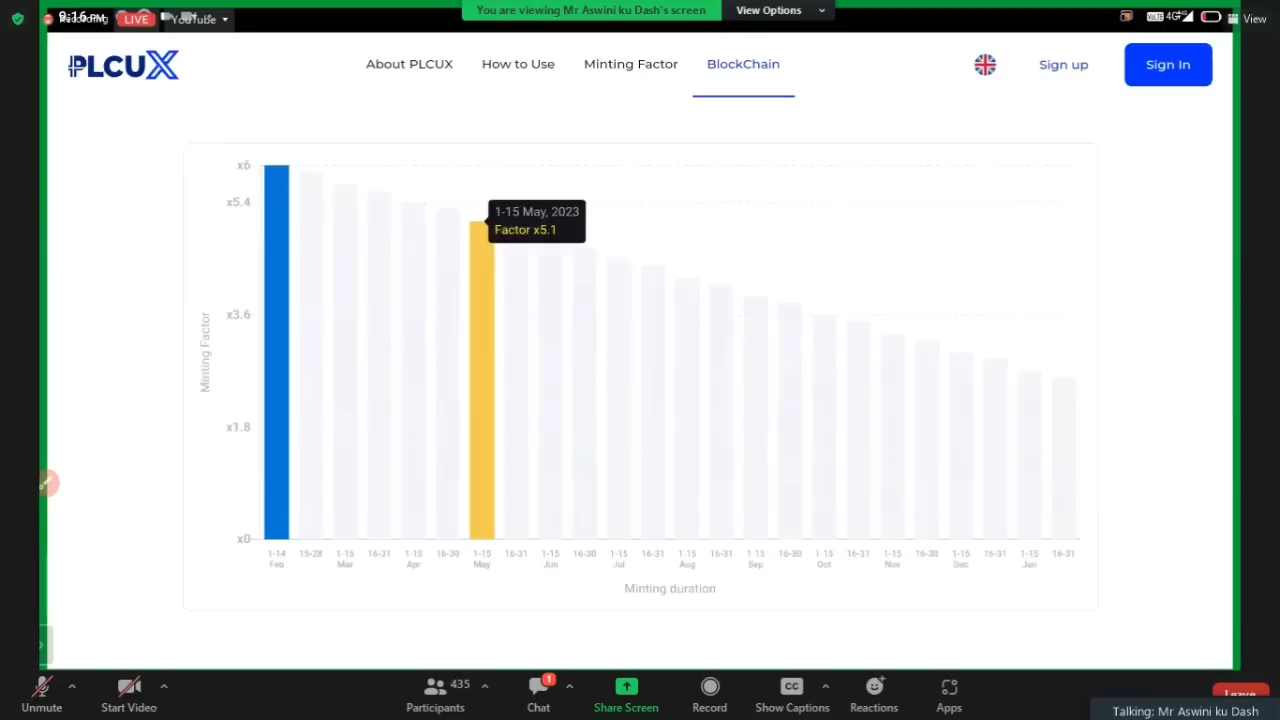 9:16 PM
LIVE
YouTube
You are viewing Mr Aswini ku Dash's screen
View Options
4G
View
PLCUX
About PLCUX
How to Use
Minting Factor
BlockChain
Sign up
Sign In
x6
x5.4
x3.6
x1.8
x0
Minting Factor
1-15 May, 2023
Factor x5.1
1-14 Feb
15-28
1-15 Mar
16-31
1-15 Apr
16-30
1-15 May
16-31
1-15 Jun
16-30
1-15 Jul
16-31
1-15 Aug
16-31
1-15 Sep
16-30
1-15 Oct
16-31
1-15 Nov
16-30
1-15 Dec
16-31
1-15 Jan
16-31
Minting duration
Unmute
Start Video
435
Participants
1
Chat
Share Screen
Record
CC
Show Captions
Reactions
Apps
Leave
Talking: Mr Aswini ku Dash